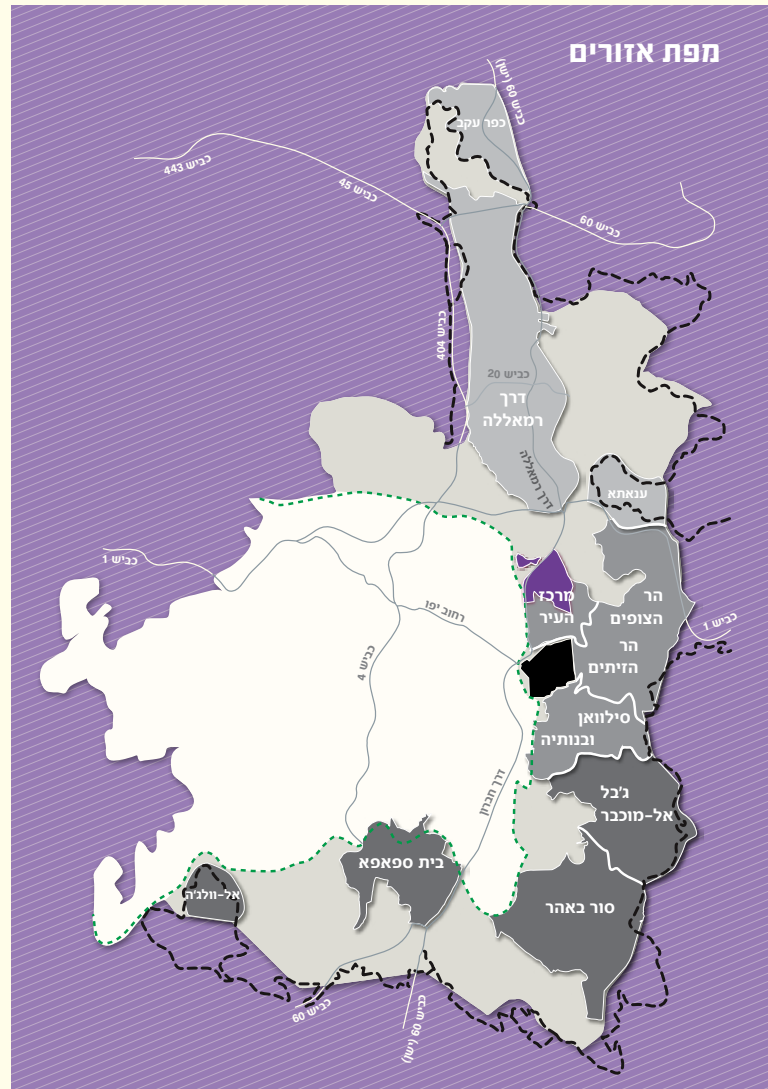 מפת אזורים
כביש 60 (ישן)
כפר עקב
כביש 443
כביש 45
כביש 60
כביש 404
כביש 20
דרך
רמאללה
דרך רמאללה
ענאתא
כביש 1
מרכז
העיר
הר
הצופים
הר
הזיתים
כביש 1
רחוב יפו
כביש 4
סילוואן
ובנותיה
דרך חברון
ג'בל
אל-מוכבר
בית ספאפא
אל-וולג'ה
סור באהר
כביש 60
כביש 60 (ישן)